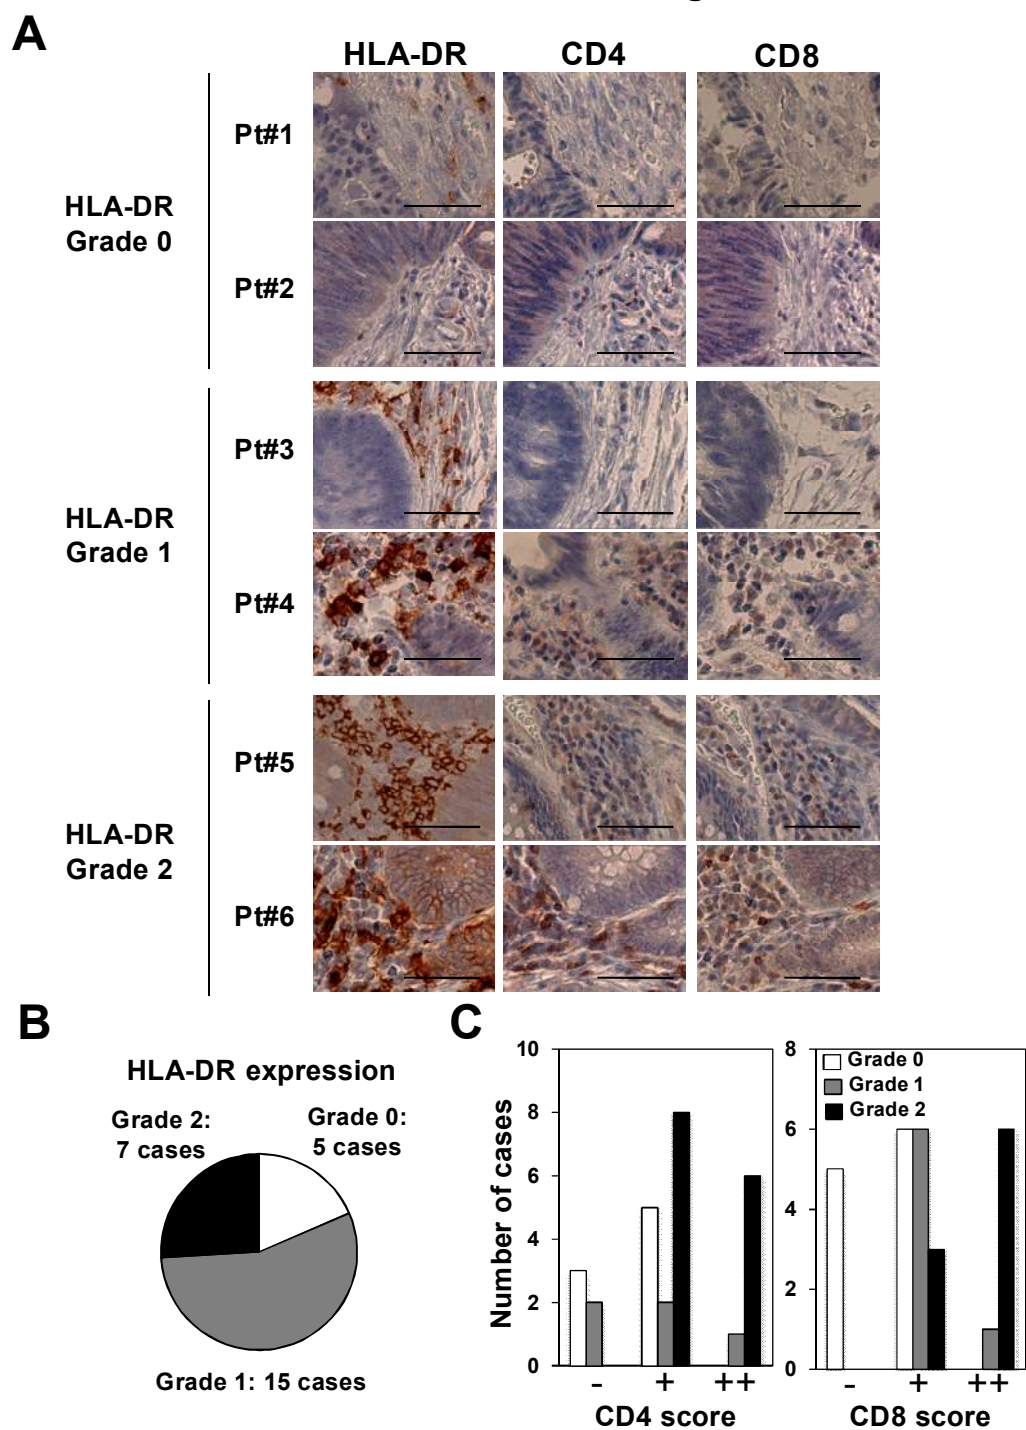 A
HLA-DR CD4 CD8
HLA-DR
Grade 0
Pt#1
Pt#2
HLA-DR
Grade 1
Pt#3
Pt#4
HLA-DR
Grade 2
Pt#5
Pt#6
B
HLA-DR expression
Grade 2:
7 cases
Grade 0:
5 cases
Grade 1: 15 cases
C
Number of cases
10
8
6
4
2
0
- + ++
CD4 score
8
6
4
2
0
Grade 0
Grade 1
Grade 2
- + ++
CD8 score